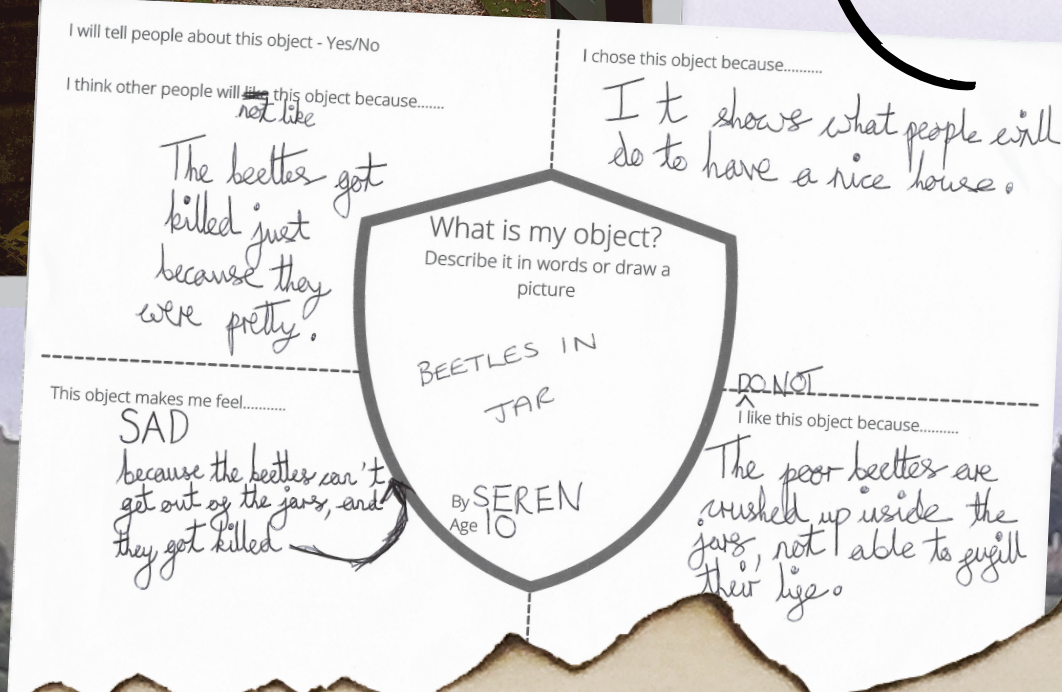 I will tell people about this object - Yes/No
I think other people will like this object because.......
not like
The beetles got
killed just
because they
were pretty.
I chose this object because..........
It shows what people will
do to have a nice house.
What is my object?
Describe it in words or draw a
picture
BEETLES IN
JAR
By SEREN
Age 10
This object makes me feel...........
SAD
because the beetles can't
get out of the jars, and
they got killed
DO NOT
I like this object because..........
The poor beetles are
crushed up inside the
jars, not able to fulfill
their life.